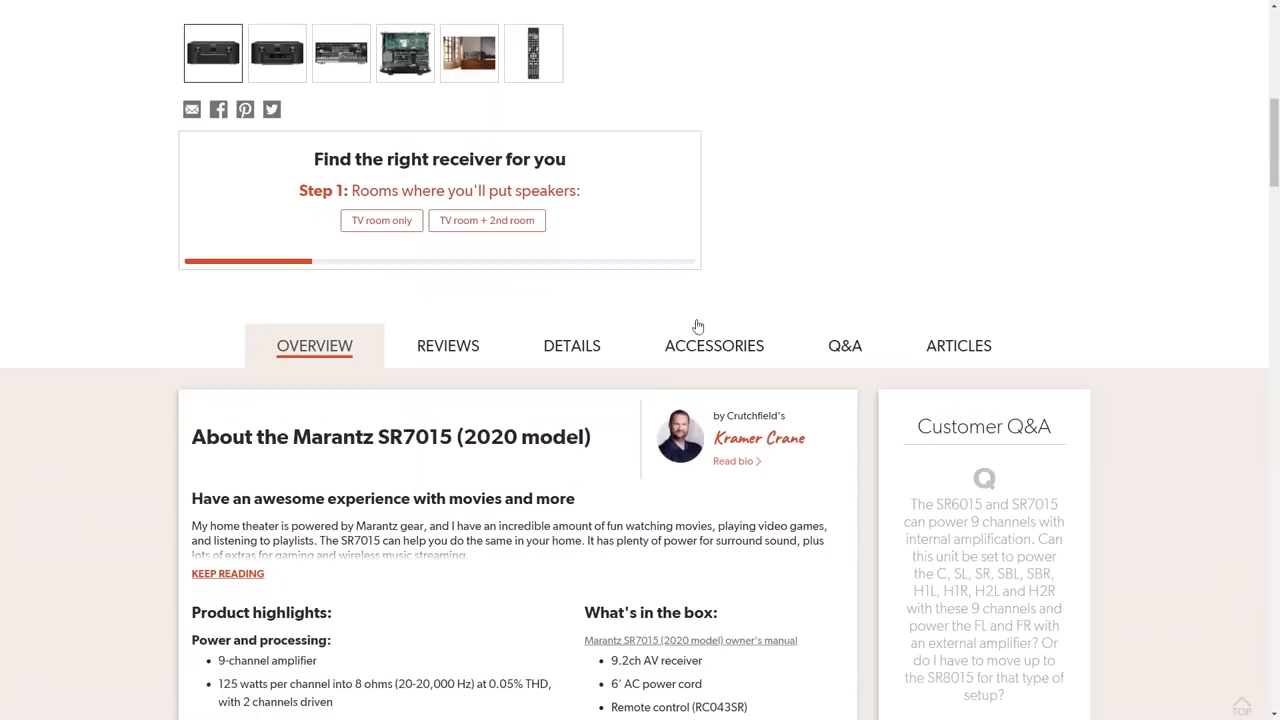 Find the right receiver for you
Step 1: Rooms where you'll put speakers:
TV room only
TV room + 2nd room
OVERVIEW
REVIEWS
DETAILS
ACCESSORIES
Q&A
ARTICLES
About the Marantz SR7015 (2020 model)
by Crutchfield's
Kramer Crane
Read bio >
Have an awesome experience with movies and more
My home theater is powered by Marantz gear, and I have an incredible amount of fun watching movies, playing video games,
and listening to playlists. The SR7015 can help you do the same in your home. It has plenty of power for surround sound, plus
lots of extras for gaming and wireless music streaming.
KEEP READING
Product highlights:
Power and processing:
• 9-channel amplifier
• 125 watts per channel into 8 ohms (20-20,000 Hz) at 0.05% THD,
with 2 channels driven
What's in the box:
Marantz SR7015 (2020 model) owner's manual
• 9.2ch AV receiver
• 6' AC power cord
• Remote control (RC043SR)
Customer Q&A
Q
The SR6015 and SR7015
can power 9 channels with
internal amplification. Can
this unit be set to power
the C, SL, SR, SBL, SBR,
H1L, H1R, H2L and H2R
with these 9 channels and
power the FL and FR with
an external amplifier? Or
do I have to move up to
the SR8015 for that type of
setup?
TOP